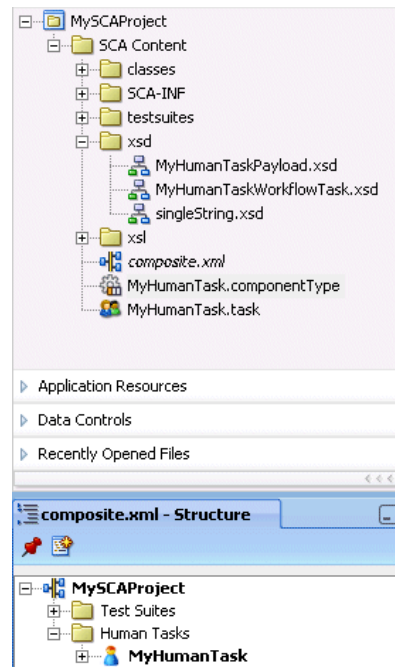 MySCAProject
SCA Content
classes
SCA-INF
testsuites
xsd
MyHumanTaskPayload.xsd
MyHumanTaskWorkflowTask.xsd
singleString.xsd
xsl
composite.xml
MyHumanTask.componentType
MyHumanTask.task
Application Resources
Data Controls
Recently Opened Files
composite.xml - Structure
MySCAProject
Test Suites
Human Tasks
MyHumanTask